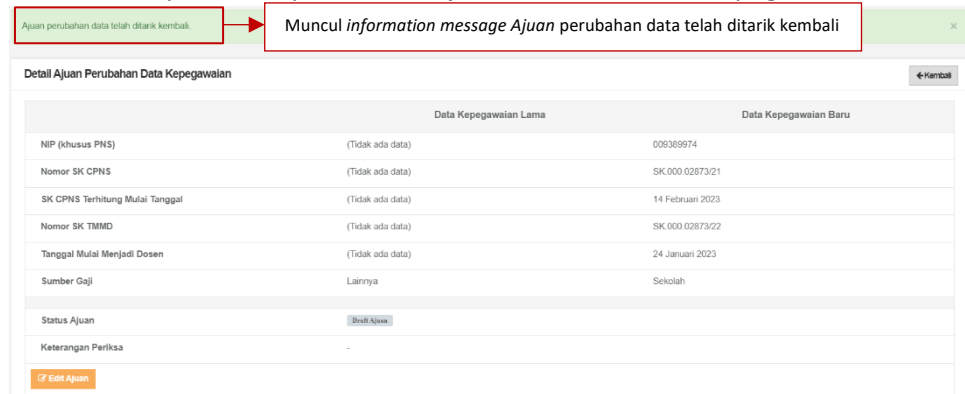 Ajuan perubahan data telah ditarik kembali.
Muncul information message Ajuan perubahan data telah ditarik kembali
×
Detail Ajuan Perubahan Data Kepegawaian
Kembali
Data Kepegawaian Lama Data Kepegawaian Baru
NIP (khusus PNS) (Tidak ada data) 009389974
Nomor SK CPNS (Tidak ada data) SK.000.02873/21
SK CPNS Terhitung Mulai Tanggal (Tidak ada data) 14 Februari 2023
Nomor SK TMMD (Tidak ada data) SK.000.02873/22
Tanggal Mulai Menjadi Dosen (Tidak ada data) 24 Januari 2023
Sumber Gaji Lainnya Sekolah
Status Ajuan Draft Ajuan
Keterangan Periksa -
Edit Ajuan